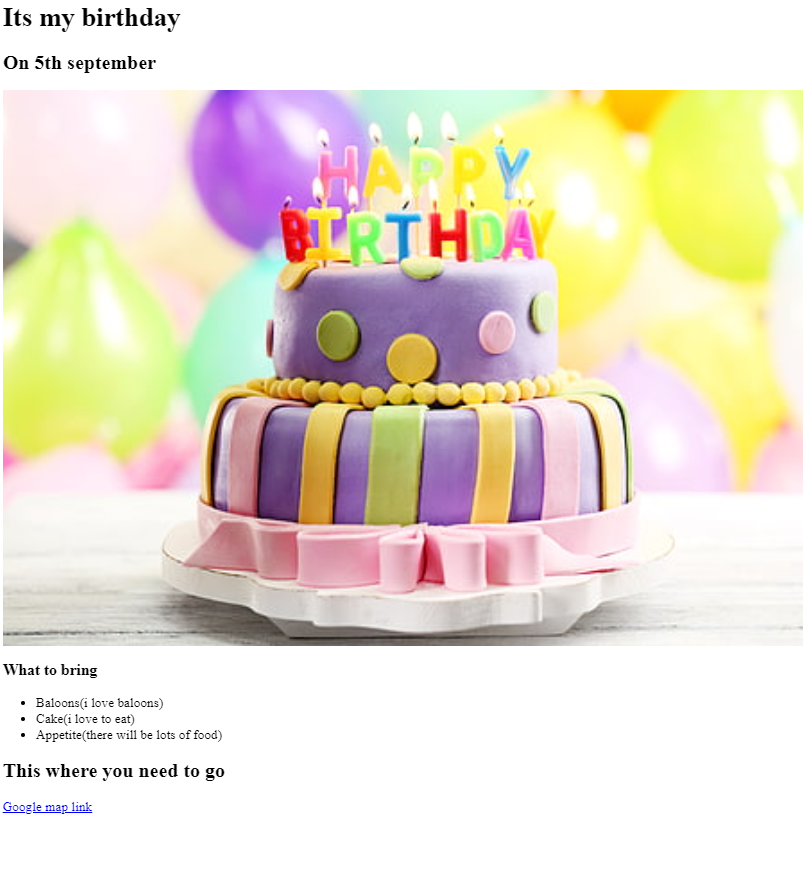 Its my birthday
On 5th september
HAPPY
BIRTHDAY
What to bring
Baloons(i love baloons)
Cake(i love to eat)
Appetite(there will be lots of food)
This where you need to go
Google map link